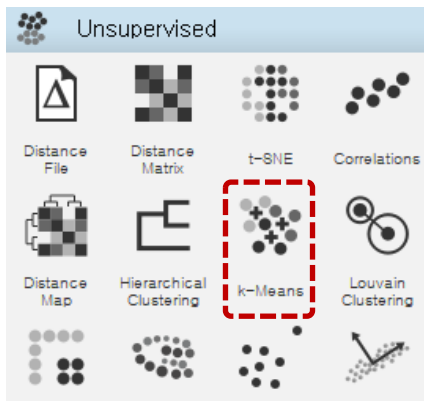 Unsupervised
Distance
File
Distance
Matrix
t-SNE
Correlations
Distance
Map
Hierarchical
Clustering
k-Means
Louvain
Clustering